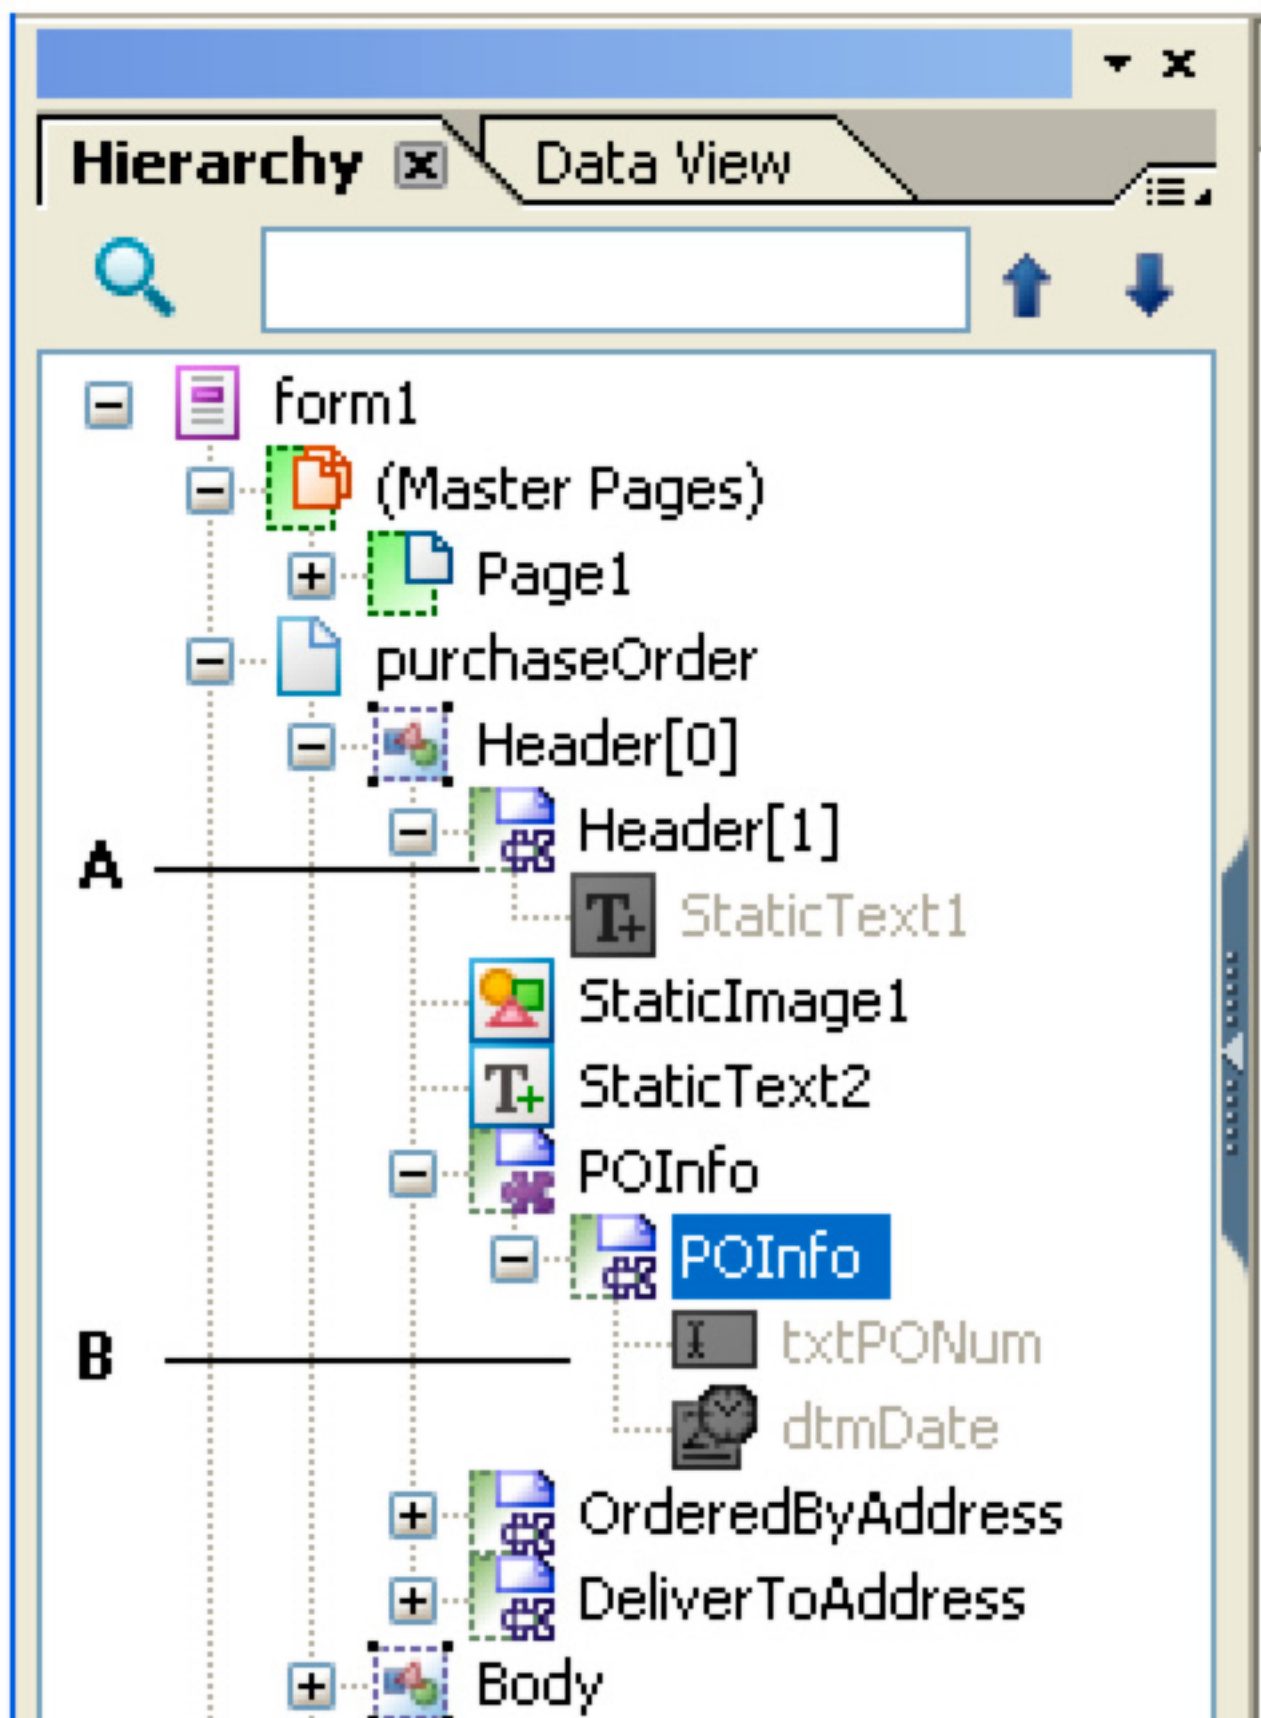 Hierarchy Data View
form1
(Master Pages)
Page1
purchaseOrder
Header[0]
Header[1]
A
StaticText1
StaticImage1
StaticText2
POInfo
POInfo
txtPONum
B
dtmDate
OrderedByAddress
DeliverToAddress
Body